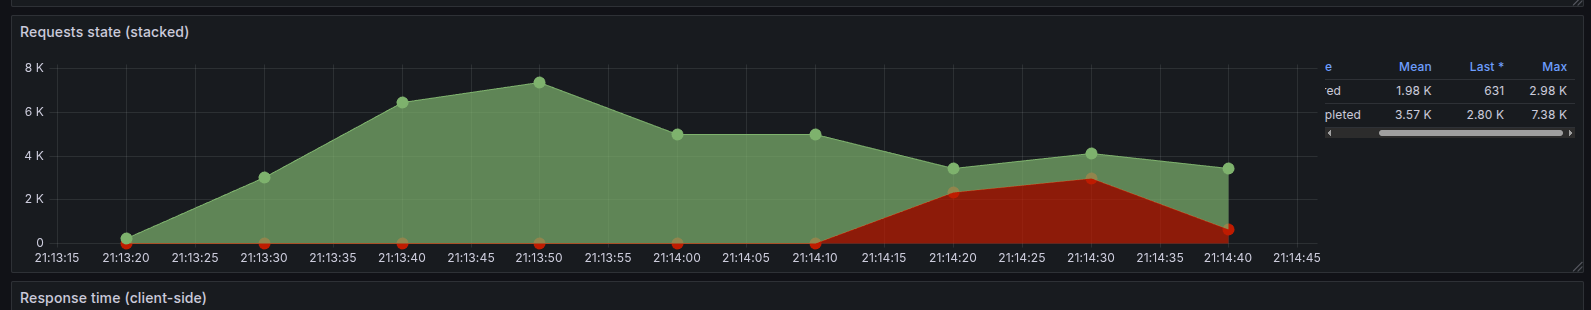 Requests state (stacked)
8 K
6 K
4 K
2 K
0
21:13:15 21:13:20 21:13:25 21:13:30 21:13:35 21:13:40 21:13:45 21:13:50 21:13:55 21:14:00 21:14:05 21:14:10 21:14:15 21:14:20 21:14:25 21:14:30 21:14:35 21:14:40 21:14:45
e Mean Last * Max
red 1.98 K 631 2.98 K
pleted 3.57 K 2.80 K 7.38 K
Response time (client-side)